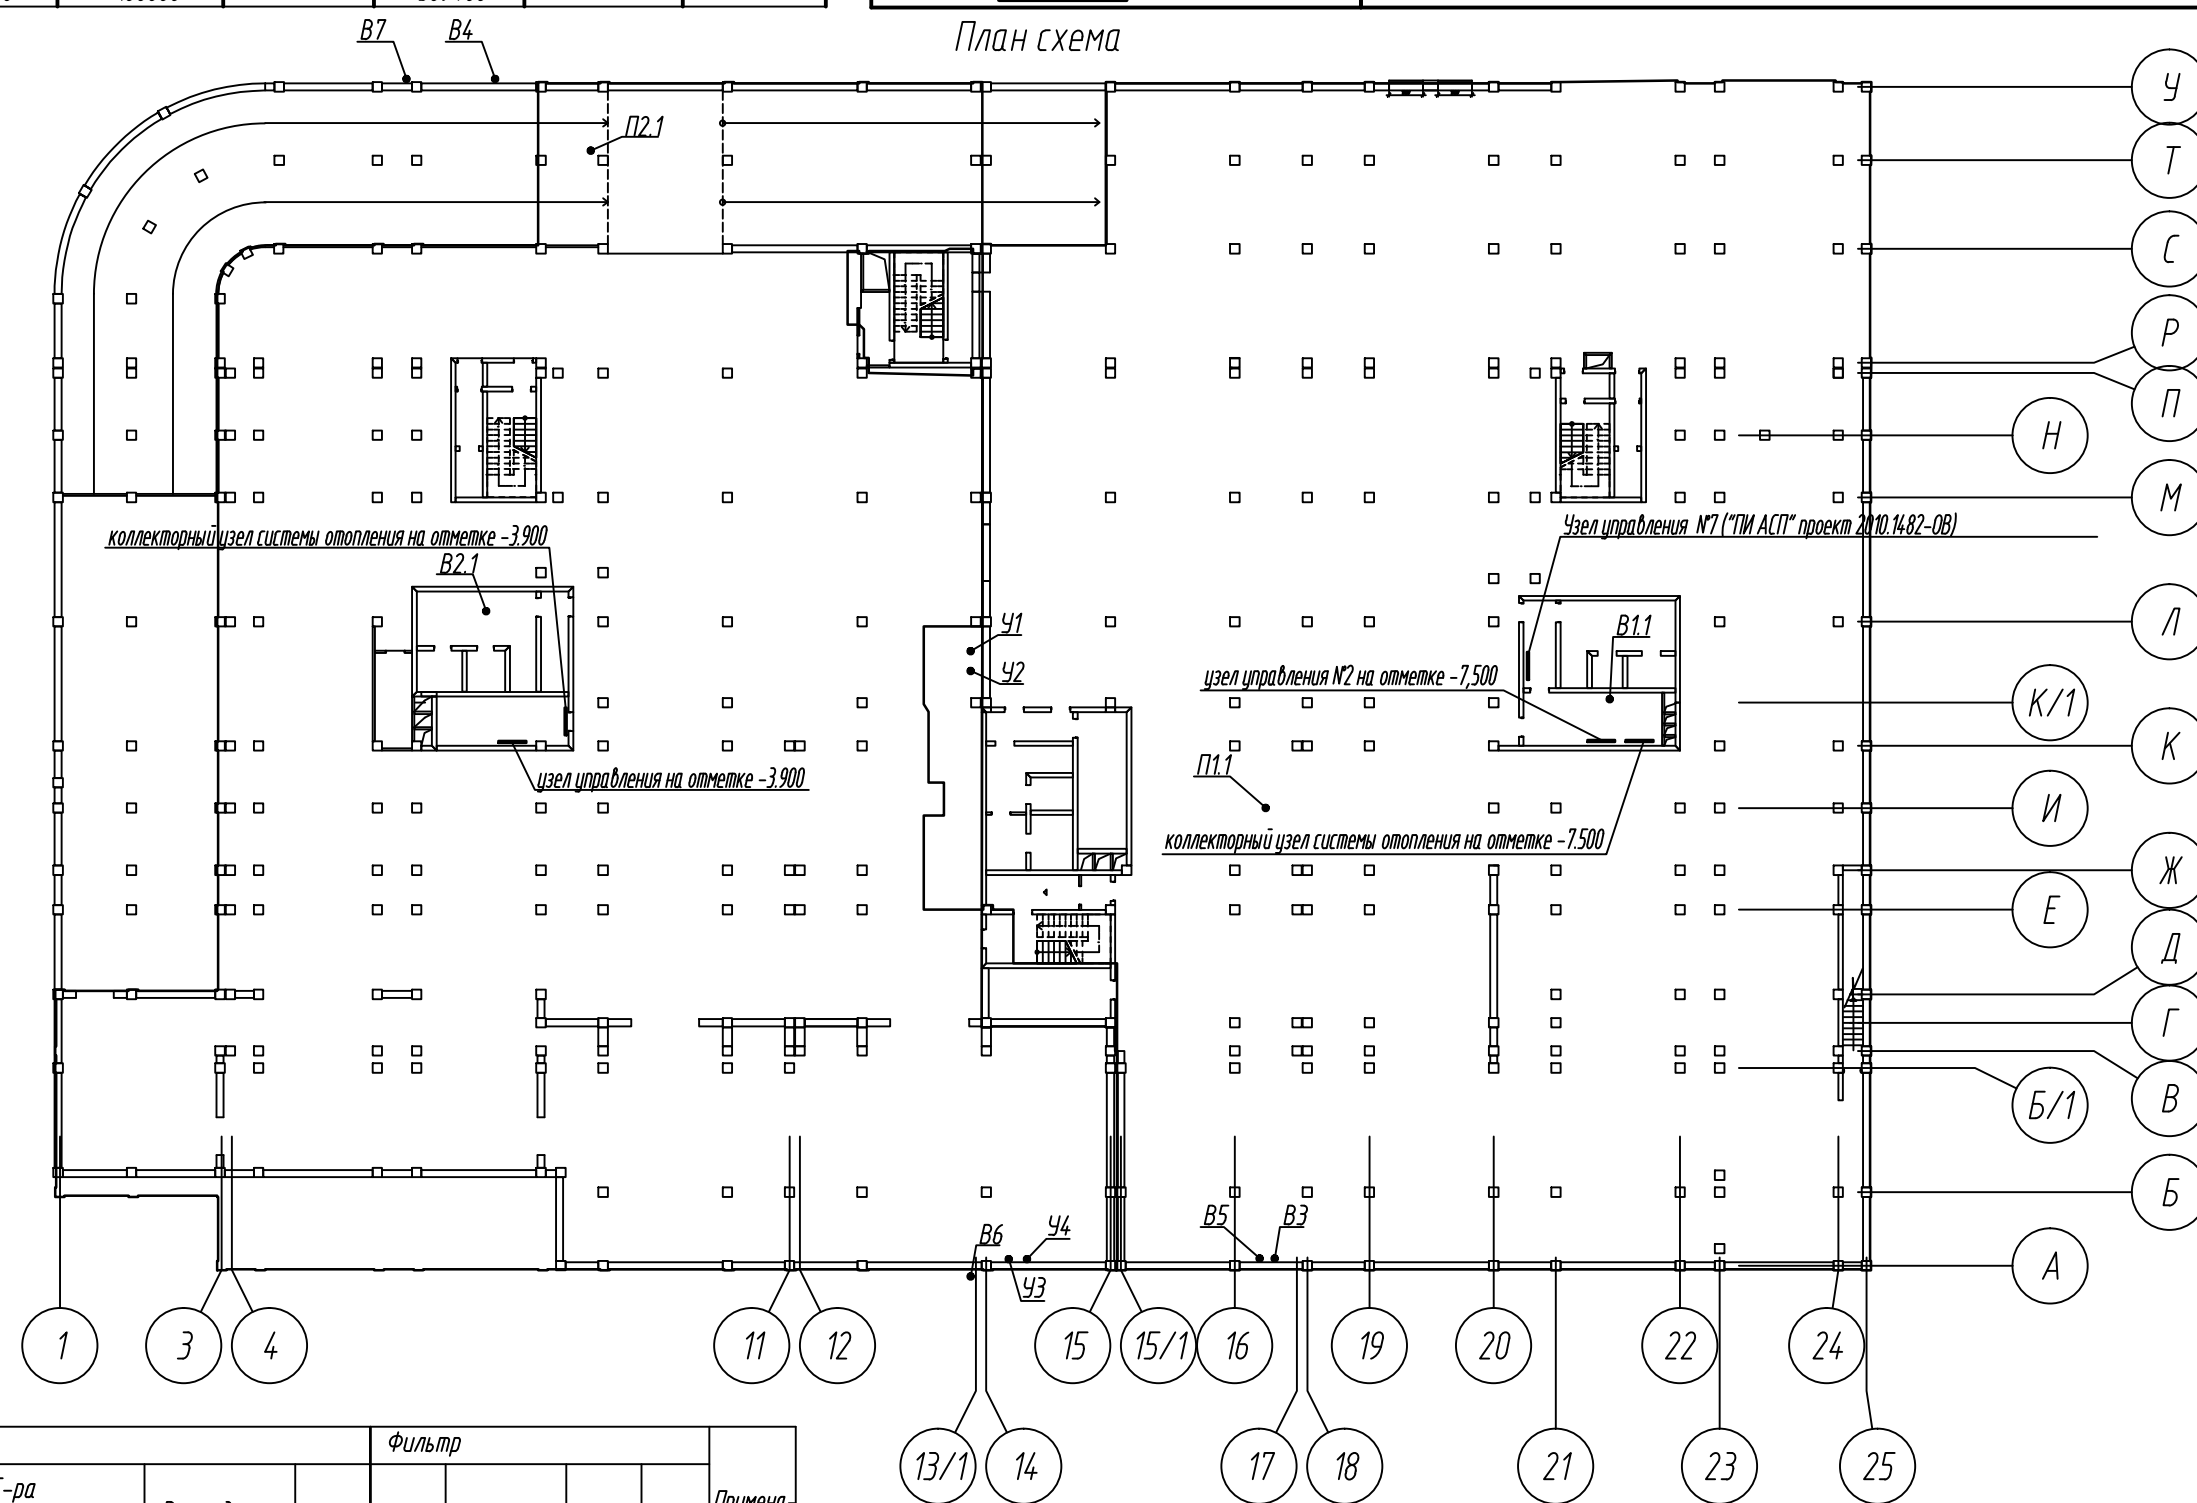 План схема
В7
В4
П2.1
У
Т
С
Р
П
Н
М
коллекторный узел системы отопления на отметке -3.900
Узел управления №7 ("ПИ АСП" проект 2010.1482-ОВ)
В2.1
У1
В1.1
Л
У2
узел управления №2 на отметке -7,500
К/1
К
П1.1
узел управления на отметке -3.900
И
коллекторный узел системы отопления на отметке -7.500
Ж
Е
Д
Г
В
Б/1
Б
В6
У4
В5
В3
А
У3
1
3
4
11
12
15
15/1
16
19
20
22
24
13/1
14
17
18
21
23
25
Фильтр
-ра
Примеча-